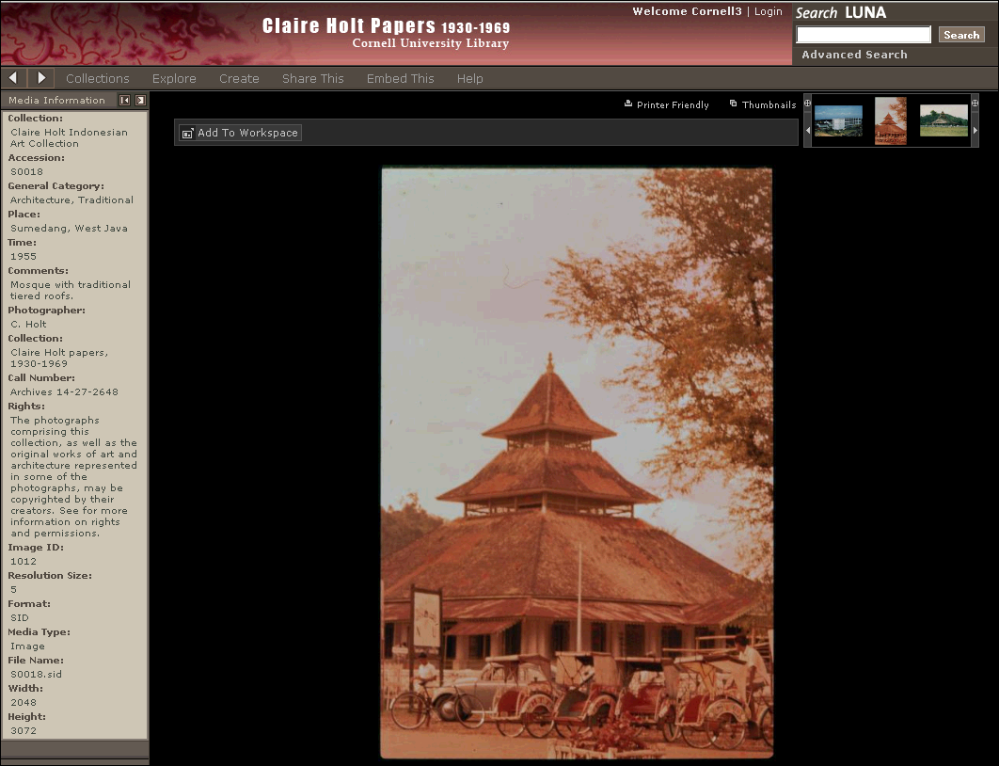 Claire Holt Papers 1930-1969
Cornell University Library
Welcome Cornell3 | Login
Search LUNA
Search
Advanced Search
Collections Explore Create Share This Embed This Help
Media Information
Printer Friendly Thumbnails
Add To Workspace
Collection:
Claire Holt Indonesian
Art Collection
Accession:
S0018
General Category:
Architecture, Traditional
Place:
Sumedang, West Java
Time:
1955
Comments:
Mosque with traditional
tiered roofs.
Photographer:
C. Holt
Collection:
Claire Holt papers,
1930-1969
Call Number:
Archives 14-27-2648
Rights:
The photographs
comprising this
collection, as well as the
original works of art and
architecture represented
in some of the
photographs, may be
copyrighted by their
creators. See for more
information on rights
and permissions.
Image ID:
1012
Resolution Size:
5
Format:
SID
Media Type:
Image
File Name:
S0018.sid
Width:
2048
Height:
3072